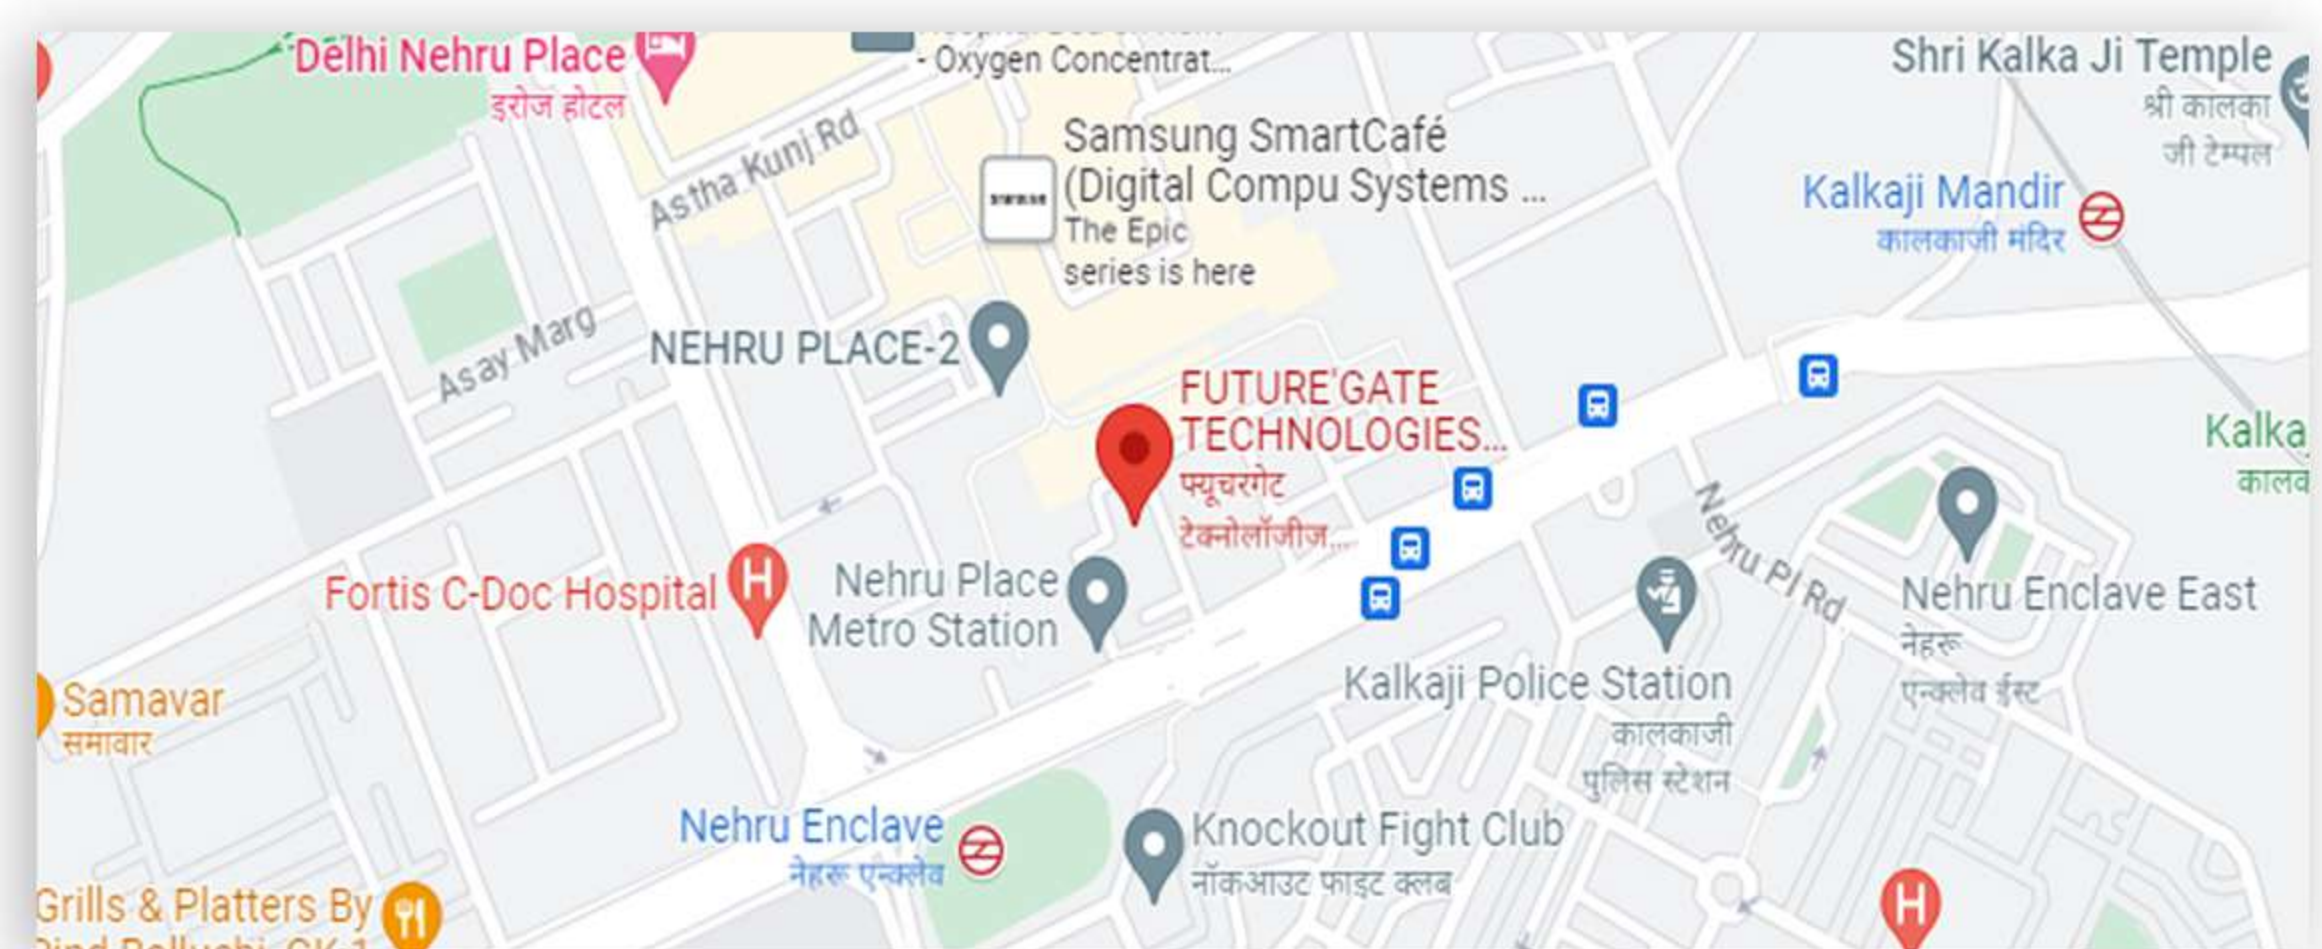 Delhi Nehru Place
इरोज होटल
- Oxygen Concentrat...
Shri Kalka Ji Temple
श्री कालका
जी टेम्पल
Astha Kunj Rd
Samsung SmartCafé
(Digital Compu Systems ...
The Epic
series is here
SAMSUNG
Kalkaji Mandir
कालकाजी मंदिर
Asay Marg
NEHRU PLACE-2
FUTURE'GATE
TECHNOLOGIES...
फ्यूचरगेट
टेक्नोलॉजीज...
Kalkaj
कालक
Nehru Pl Rd
Fortis C-Doc Hospital
H
Nehru Place
Metro Station
Nehru Enclave East
नेहरू
एन्क्लेव ईस्ट
Kalkaji Police Station
कालकाजी
पुलिस स्टेशन
Samavar
समावार
Nehru Enclave
नेहरू एन्क्लेव
Knockout Fight Club
नॉकआउट फाइट क्लब
H
Grills & Platters By